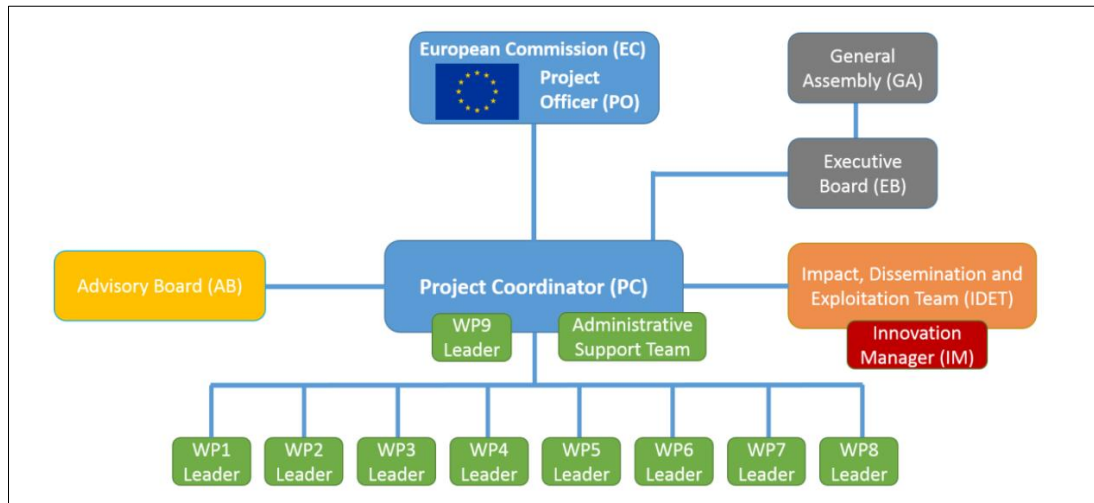 European Commission (EC)
Project
Officer (PO)
General
Assembly (GA)
Executive
Board (EB)
Advisory Board (AB)
Project Coordinator (PC)
Impact, Dissemination and
Exploitation Team (IDET)
WP9
Leader
Administrative
Support Team
Innovation
Manager (IM)
WP1
Leader
WP2
Leader
WP3
Leader
WP4
Leader
WP5
Leader
WP6
Leader
WP7
Leader
WP8
Leader